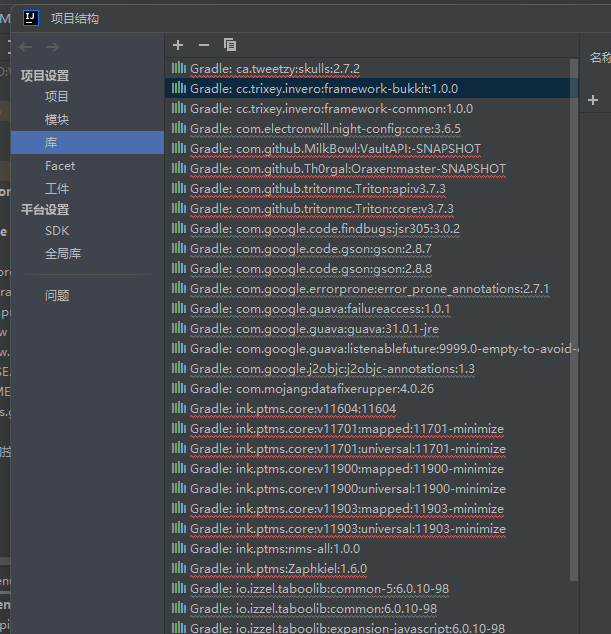 项目结构
项目设置
项目
模块
库
Facet
工件
平台设置
SDK
全局库
问题
Gradle: ca.tweetzy:skulls:2.7.2
Gradle: cc.trixey.invero:framework-bukkit:1.0.0
Gradle: cc.trixey.invero:framework-common:1.0.0
Gradle: com.electronwill.night-config:core:3.6.5
Gradle: com.github.MilkBowl:VaultAPI:-SNAPSHOT
Gradle: com.github.Th0rgal:Oraxen:master-SNAPSHOT
Gradle: com.github.tritonmc.Triton:api:v3.7.3
Gradle: com.github.tritonmc.Triton:core:v3.7.3
Gradle: com.google.code.findbugs:jsr305:3.0.2
Gradle: com.google.code.gson:gson:2.8.7
Gradle: com.google.code.gson:gson:2.8.8
Gradle: com.google.errorprone:error_prone_annotations:2.7.1
Gradle: com.google.guava:failureaccess:1.0.1
Gradle: com.google.guava:guava:31.0.1-jre
Gradle: com.google.guava:listenablefuture:9999.0-empty-to-avoid-
Gradle: com.google.j2objc:j2objc-annotations:1.3
Gradle: com.mojang:datafixerupper:4.0.26
Gradle: ink.ptms.core:v11604:11604
Gradle: ink.ptms.core:v11701:mapped:11701-minimize
Gradle: ink.ptms.core:v11701:universal:11701-minimize
Gradle: ink.ptms.core:v11900:mapped:11900-minimize
Gradle: ink.ptms.core:v11900:universal:11900-minimize
Gradle: ink.ptms.core:v11903:mapped:11903-minimize
Gradle: ink.ptms.core:v11903:universal:11903-minimize
Gradle: ink.ptms:nms-all:1.0.0
Gradle: ink.ptms:Zaphkiel:1.6.0
Gradle: io.izzel.taboolib:common-5:6.0.10-98
Gradle: io.izzel.taboolib:common:6.0.10-98
Gradle: io.izzel.taboolib:expansion-javascript:6.0.10-98
名称